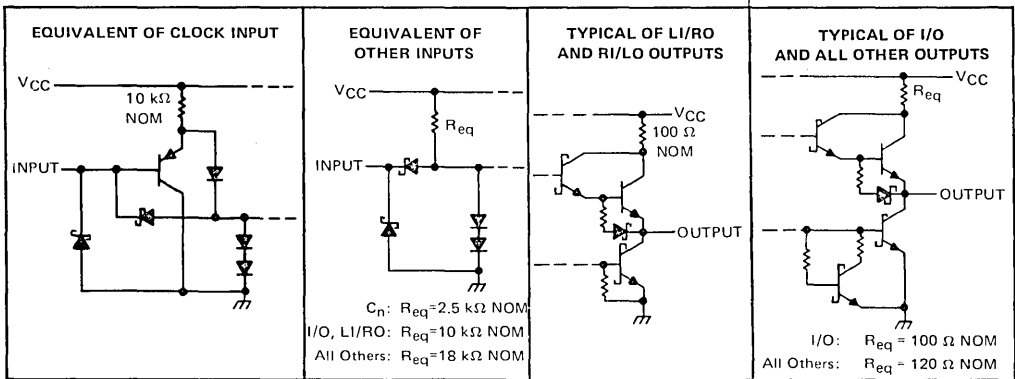 EQUIVALENT OF CLOCK INPUT
VCC
10 kΩ
NOM
INPUT
EQUIVALENT OF
OTHER INPUTS
VCC
Req
INPUT
Cn: Req=2.5 kΩ NOM
I/O, LI/RO: Req=10 kΩ NOM
All Others: Req=18 kΩ NOM
TYPICAL OF LI/RO
AND RI/LO OUTPUTS
VCC
100 Ω
NOM
OUTPUT
TYPICAL OF I/O
AND ALL OTHER OUTPUTS
VCC
Req
OUTPUT
I/O: Req = 100 Ω NOM
All Others: Req = 120 Ω NOM